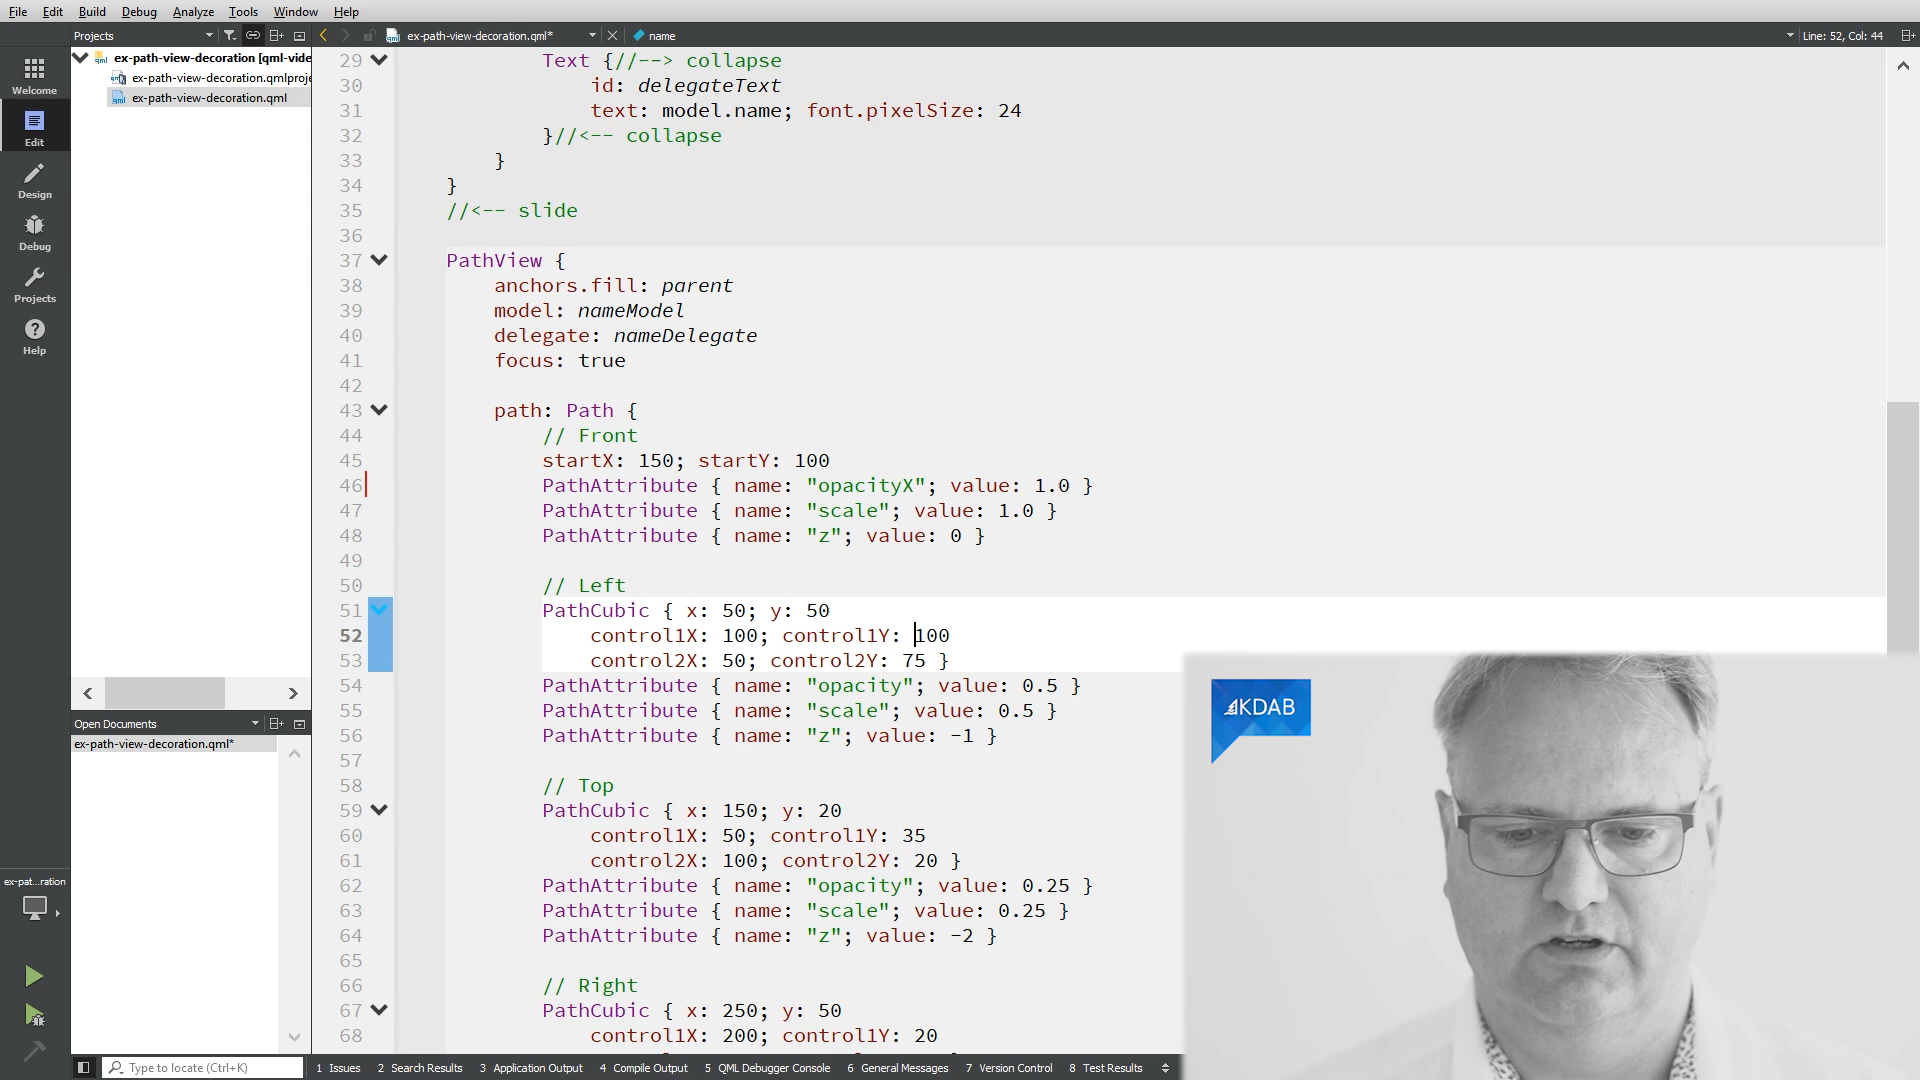 File Edit Build Debug Analyze Tools Window Help
Projects ex-path-view-decoration.qml* name Line: 52, Col: 44
ex-path-view-decoration [qml-vide
ex-path-view-decoration.qmlproje
ex-path-view-decoration.qml
Welcome
Edit
Design
Debug
Projects
Help
29 Text {//--> collapse
30 id: delegateText
31 text: model.name; font.pixelSize: 24
32 }//<-- collapse
33 }
34 }
35 //<-- slide
36
37 PathView {
38 anchors.fill: parent
39 model: nameModel
40 delegate: nameDelegate
41 focus: true
42
43 path: Path {
44 // Front
45 startX: 150; startY: 100
46 PathAttribute { name: "opacityX"; value: 1.0 }
47 PathAttribute { name: "scale"; value: 1.0 }
48 PathAttribute { name: "z"; value: 0 }
49
50 // Left
51 PathCubic { x: 50; y: 50
52 control1X: 100; control1Y: 100
53 control2X: 50; control2Y: 75 }
54 PathAttribute { name: "opacity"; value: 0.5 }
55 PathAttribute { name: "scale"; value: 0.5 }
56 PathAttribute { name: "z"; value: -1 }
57
58 // Top
59 PathCubic { x: 150; y: 20
60 control1X: 50; control1Y: 35
61 control2X: 100; control2Y: 20 }
62 PathAttribute { name: "opacity"; value: 0.25 }
63 PathAttribute { name: "scale"; value: 0.25 }
64 PathAttribute { name: "z"; value: -2 }
65
66 // Right
67 PathCubic { x: 250; y: 50
68 control1X: 200; control1Y: 20
Open Documents
ex-path-view-decoration.qml*
KDAB
ex-pat...ration
Type to locate (Ctrl+K) 1 Issues 2 Search Results 3 Application Output 4 Compile Output 5 QML Debugger Console 6 General Messages 7 Version Control 8 Test Results